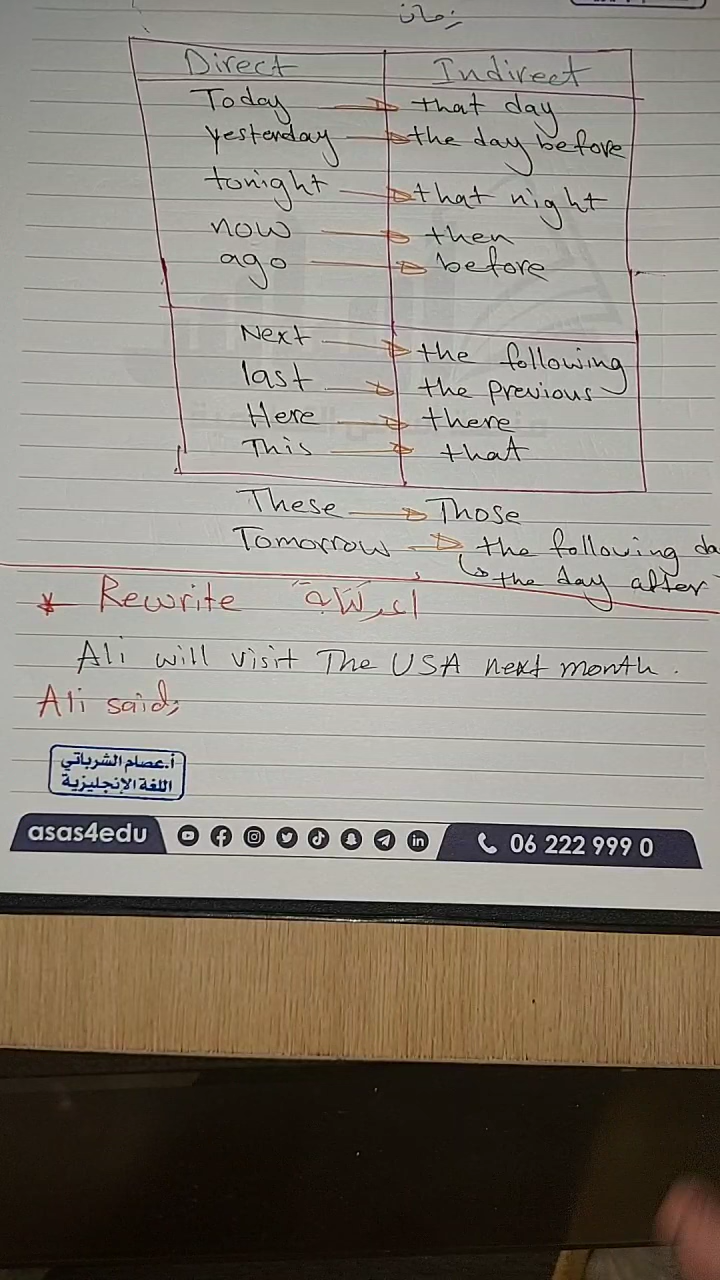 زمان
Direct Indirect
Today that day
yesterday the day before
tonight that night
now then
ago before
Next the following
last the previous
Here there
This that
These Those
Tomorrow the following da
the day after
* Rewrite
Ali will visit The USA next month.
Ali said,
أ.عصام الشرباتي
اللغة الإنجليزية
asas4edu 06 222 999 0